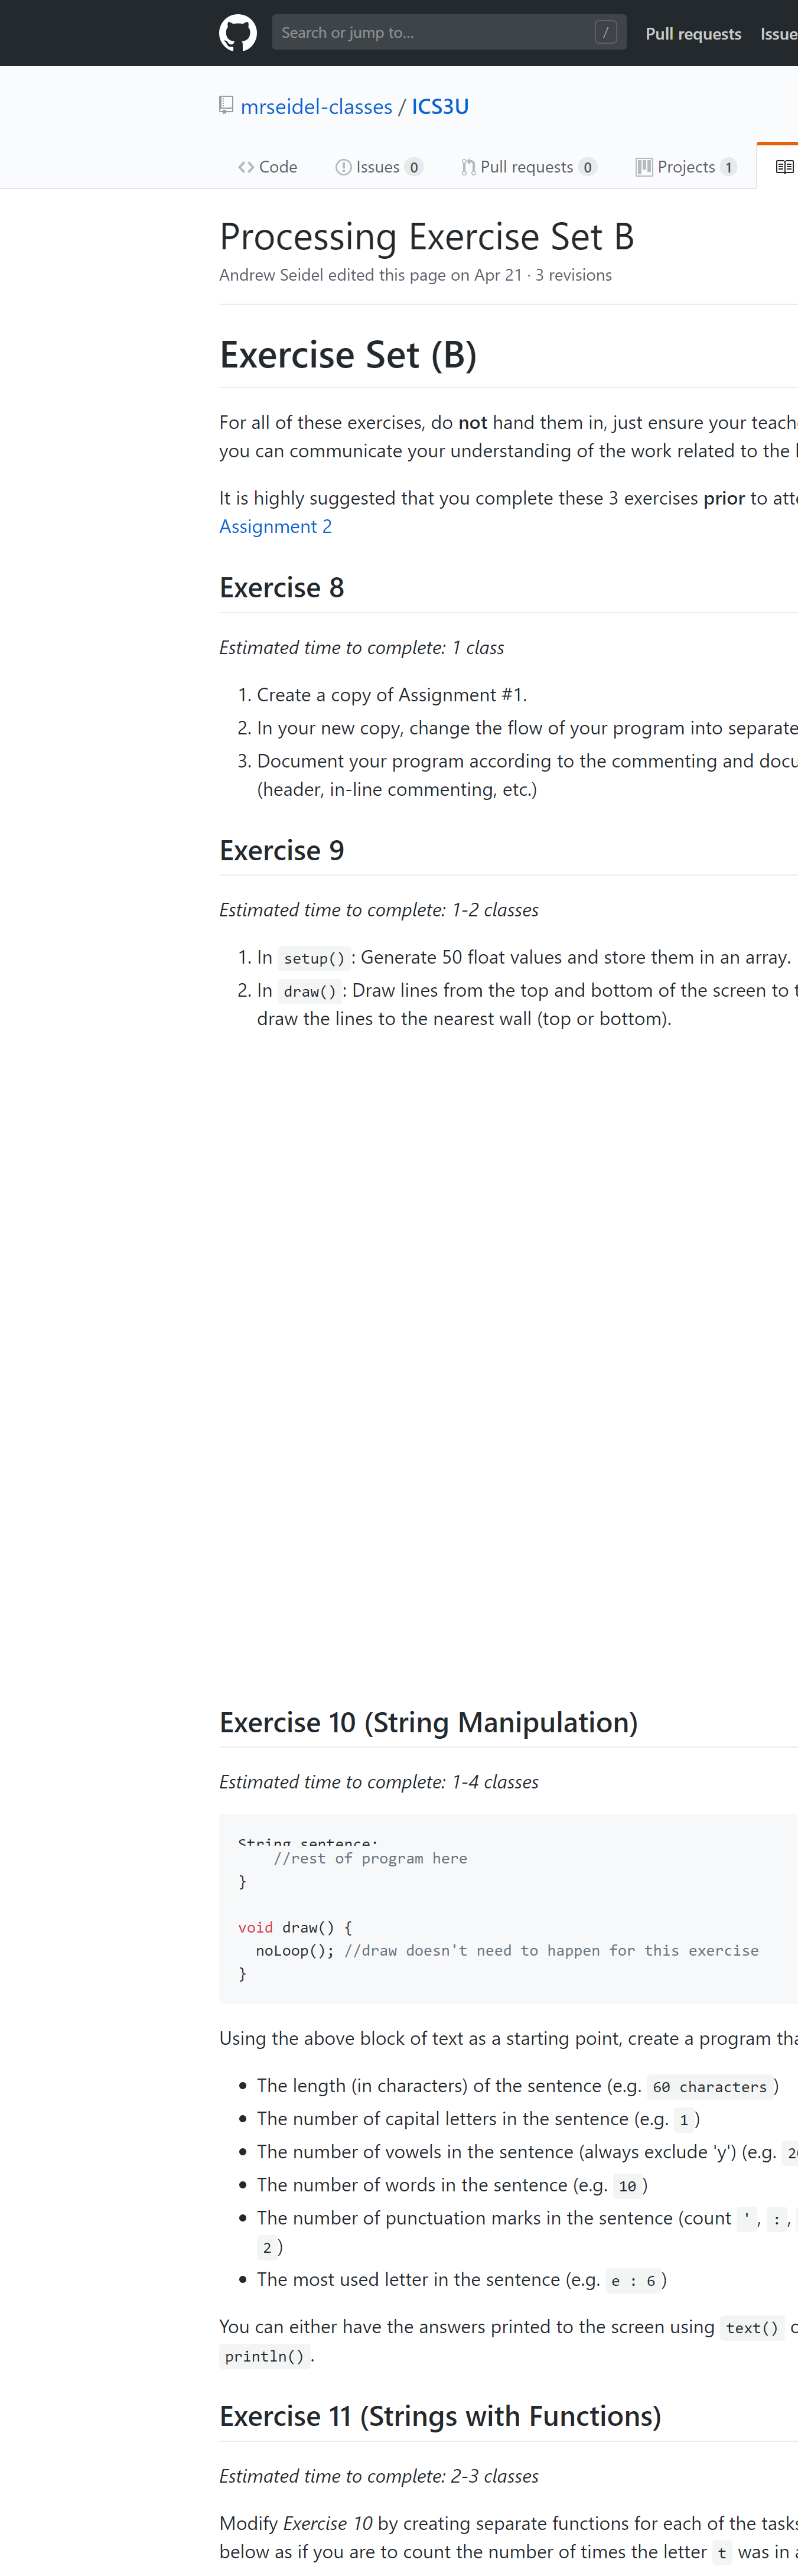 Search or jump to...
/
Pull requests
Issue
mrseidel-classes / ICS3U
Code
Issues 0
Pull requests 0
Projects 1
Processing Exercise Set B
Andrew Seidel edited this page on Apr 21 · 3 revisions
Exercise Set (B)
For all of these exercises, do not hand them in, just ensure your teach
you can communicate your understanding of the work related to the
It is highly suggested that you complete these 3 exercises prior to atte
Assignment 2
Exercise 8
Estimated time to complete: 1 class
1. Create a copy of Assignment #1.
2. In your new copy, change the flow of your program into separate
3. Document your program according to the commenting and docu
(header, in-line commenting, etc.)
Exercise 9
Estimated time to complete: 1-2 classes
1. In setup(): Generate 50 float values and store them in an array.
2. In draw(): Draw lines from the top and bottom of the screen to t
draw the lines to the nearest wall (top or bottom).
Exercise 10 (String Manipulation)
Estimated time to complete: 1-4 classes
String sentence;
//rest of program here
}
void draw() {
noLoop(); //draw doesn't need to happen for this exercise
}
Using the above block of text as a starting point, create a program tha
• The length (in characters) of the sentence (e.g. 60 characters)
• The number of capital letters in the sentence (e.g. 1)
• The number of vowels in the sentence (always exclude 'y') (e.g. 20
• The number of words in the sentence (e.g. 10)
• The number of punctuation marks in the sentence (count ', :,
2)
• The most used letter in the sentence (e.g. e : 6)
You can either have the answers printed to the screen using text() o
println().
Exercise 11 (Strings with Functions)
Estimated time to complete: 2-3 classes
Modify Exercise 10 by creating separate functions for each of the tasks
below as if you are to count the number of times the letter t was in a